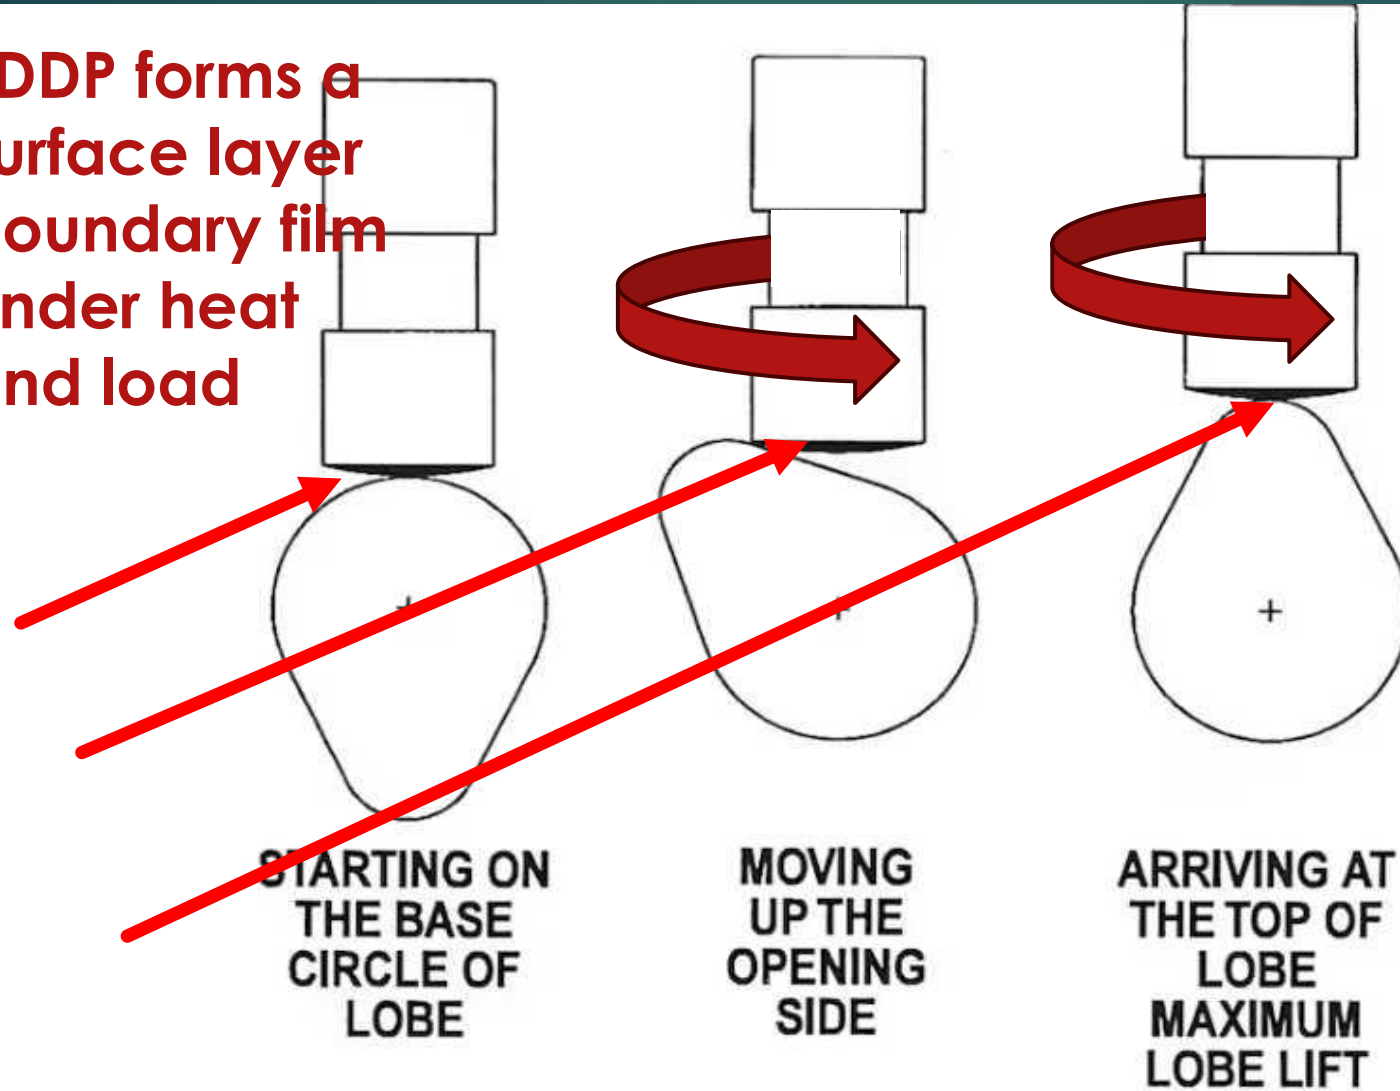 DDP forms a
urface layer
oundary film
nder heat
nd load
STARTING ON
THE BASE
CIRCLE OF
LOBE
MOVING
UP THE
OPENING
SIDE
ARRIVING AT
THE TOP OF
LOBE
MAXIMUM
LOBE LIFT